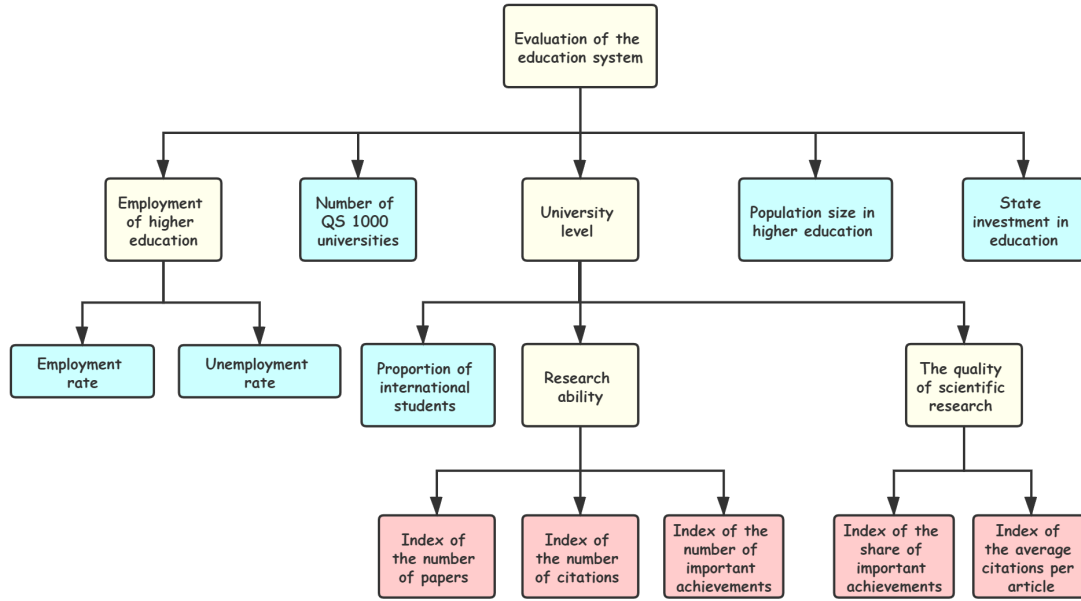 Evaluation of the
education system
Employment
of higher
education
Number of
QS 1000
universities
University
level
Population size in
higher education
State
investment in
education
Employment
rate
Unemployment
rate
Proportion of
international
students
Research
ability
The quality
of scientific
research
Index of
the number
of papers
Index of
the number
of citations
Index of the
number of
important
achievements
Index of the
share of
important
achievements
Index of
the average
citations per
article